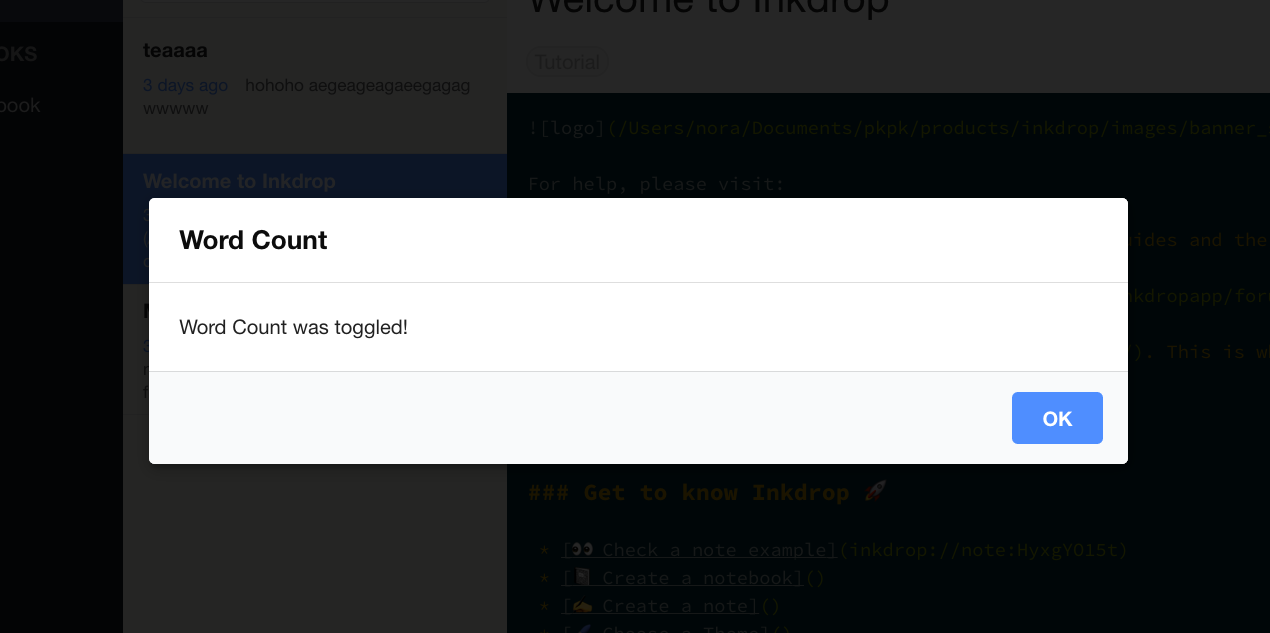 Welcome to Inkdrop
OKS
book
teaaaa
3 days ago hohoho aegeageagaeegagag
wwwww
Tutorial
![logo](/Users/nora/Documents/pkpk/products/inkdrop/images/banner_
Welcome to Inkdrop
For help, please visit:
Word Count
uides and the
nkdropapp/for
Word Count was toggled!
). This is w
OK
### Get to know Inkdrop 🚀
* [👀 Check a note example](inkdrop://note:HyxgYO15t)
* [📓 Create a notebook]()
* [✍️ Create a note]()